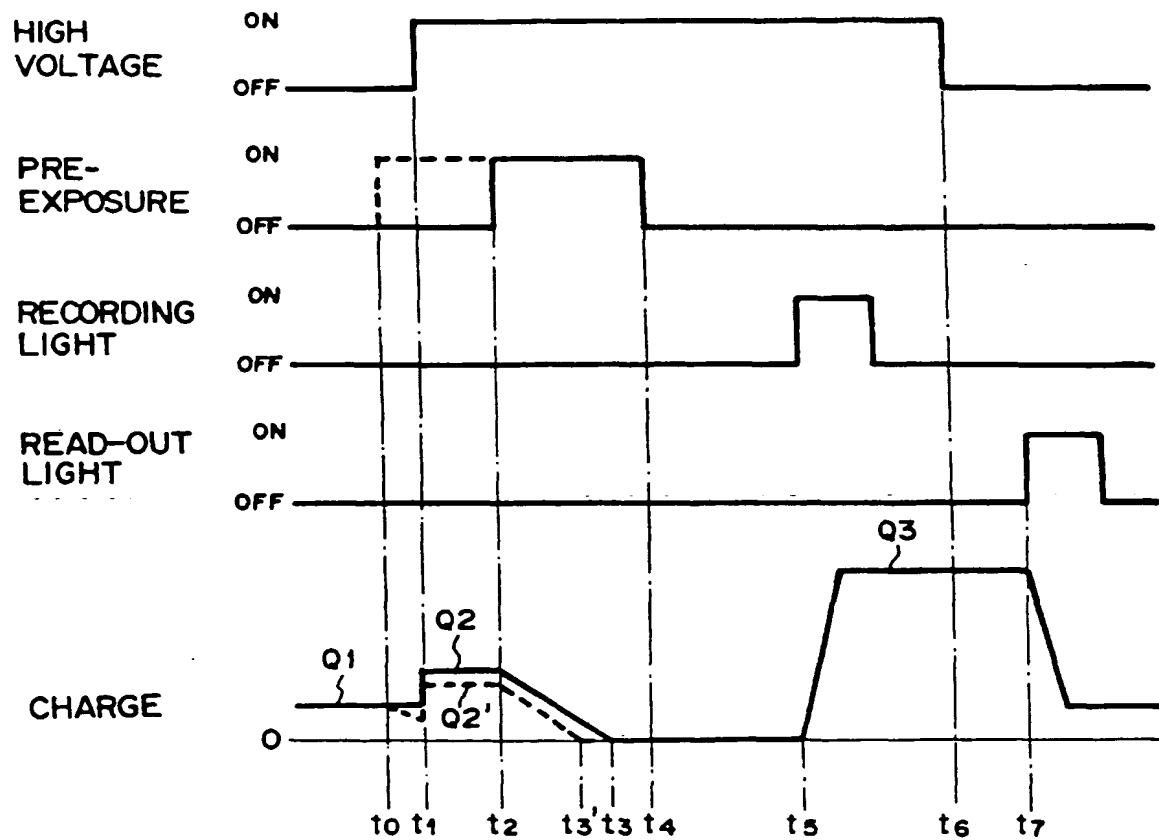 HIGH
VOLTAGE
ON
OFF
PRE-
EXPOSURE
ON
OFF
RECORDING
LIGHT
ON
OFF
READ-OUT
LIGHT
ON
OFF
Q3
Q2
Q1
Q2'
CHARGE
0
t0 t1 t2 t3' t3 t4 t5 t6 t7